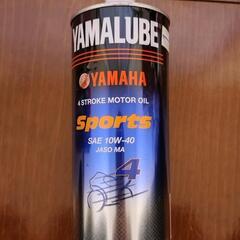 YAMALUBE
YAMAHA
4 STROKE MOTOR OIL
Sports
SAE 10W-40
JASO MA
4